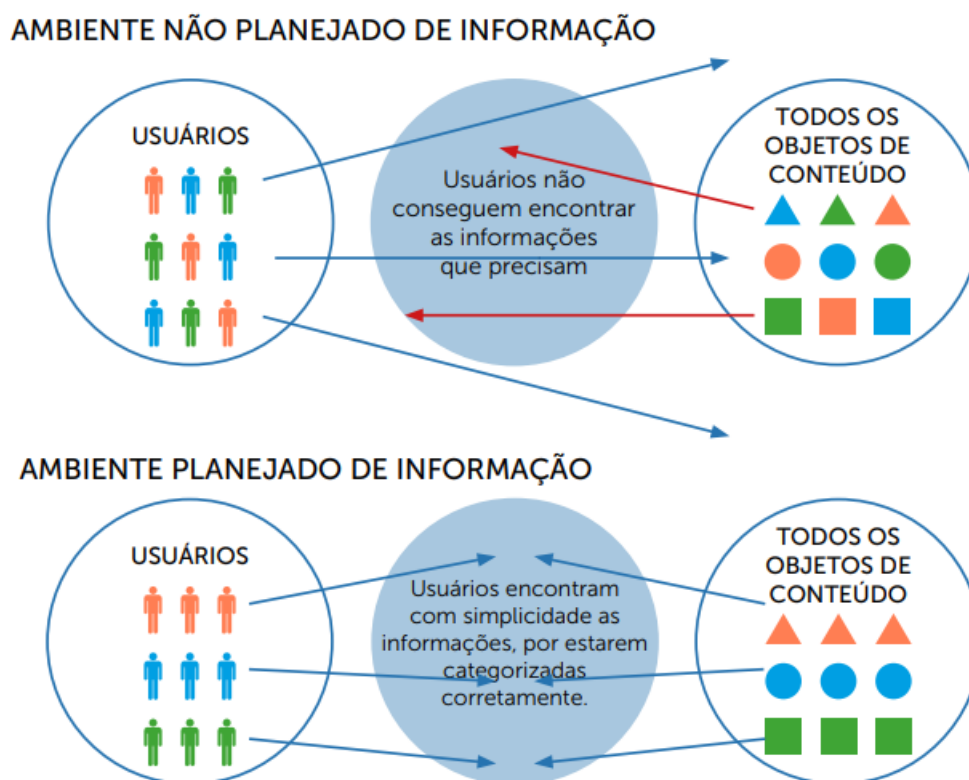 AMBIENTE NÃO PLANEJADO DE INFORMAÇÃO
USUÁRIOS
Usuários não
conseguem encontrar
as informações
que precisam
TODOS OS
OBJETOS DE
CONTEÚDO
AMBIENTE PLANEJADO DE INFORMAÇÃO
USUÁRIOS
Usuários encontram
com simplicidade as
informações, por estarem
categorizadas
corretamente.
TODOS OS
OBJETOS DE
CONTEÚDO